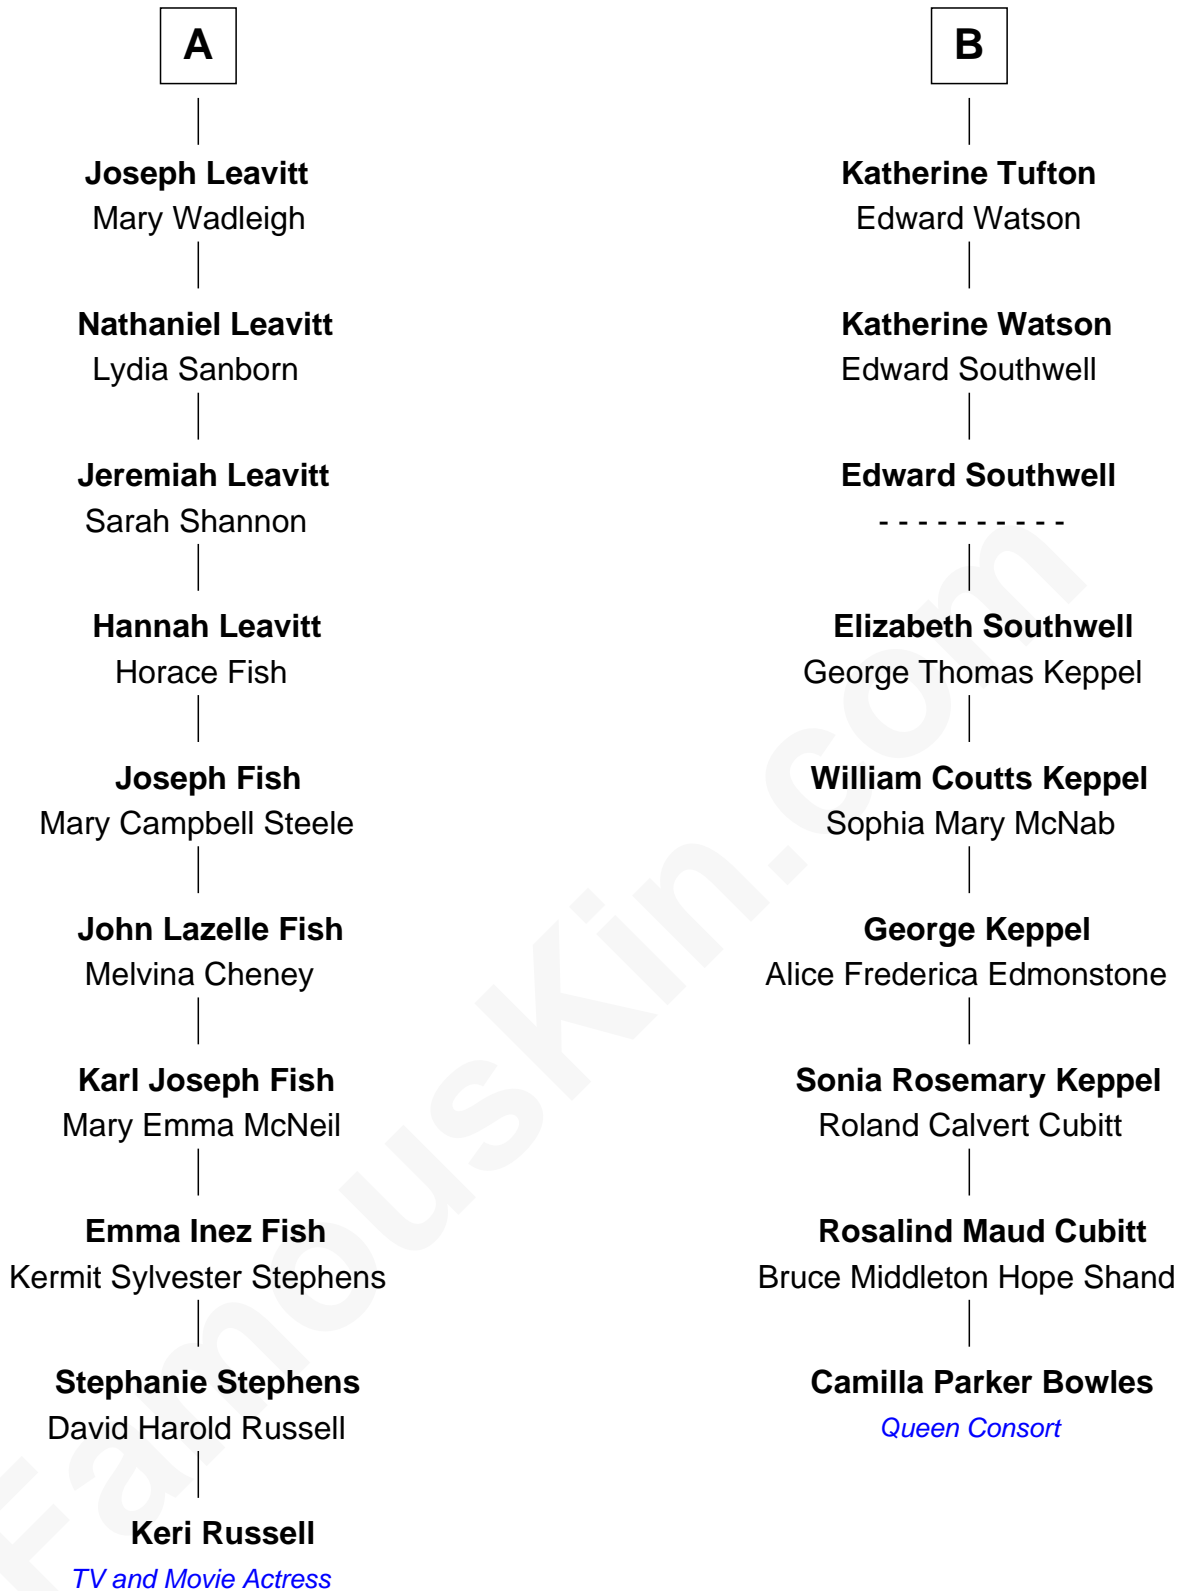 A
Joseph Leavitt
Mary Wadleigh
Nathaniel Leavitt
Lydia Sanborn
Jeremiah Leavitt
Sarah Shannon
Hannah Leavitt
Horace Fish
Joseph Fish
Mary Campbell Steele
John Lazelle Fish
Melvina Cheney
Karl Joseph Fish
Mary Emma McNeil
Emma Inez Fish
Kermit Sylvester Stephens
Stephanie Stephens
David Harold Russell
Keri Russell
TV and Movie Actress
B
Katherine Tufton
Edward Watson
Katherine Watson
Edward Southwell
Edward Southwell
- - - - - - - - - -
Elizabeth Southwell
George Thomas Keppel
William Coutts Keppel
Sophia Mary McNab
George Keppel
Alice Frederica Edmonstone
Sonia Rosemary Keppel
Roland Calvert Cubitt
Rosalind Maud Cubitt
Bruce Middleton Hope Shand
Camilla Parker Bowles
Queen Consort
FamousKin.com